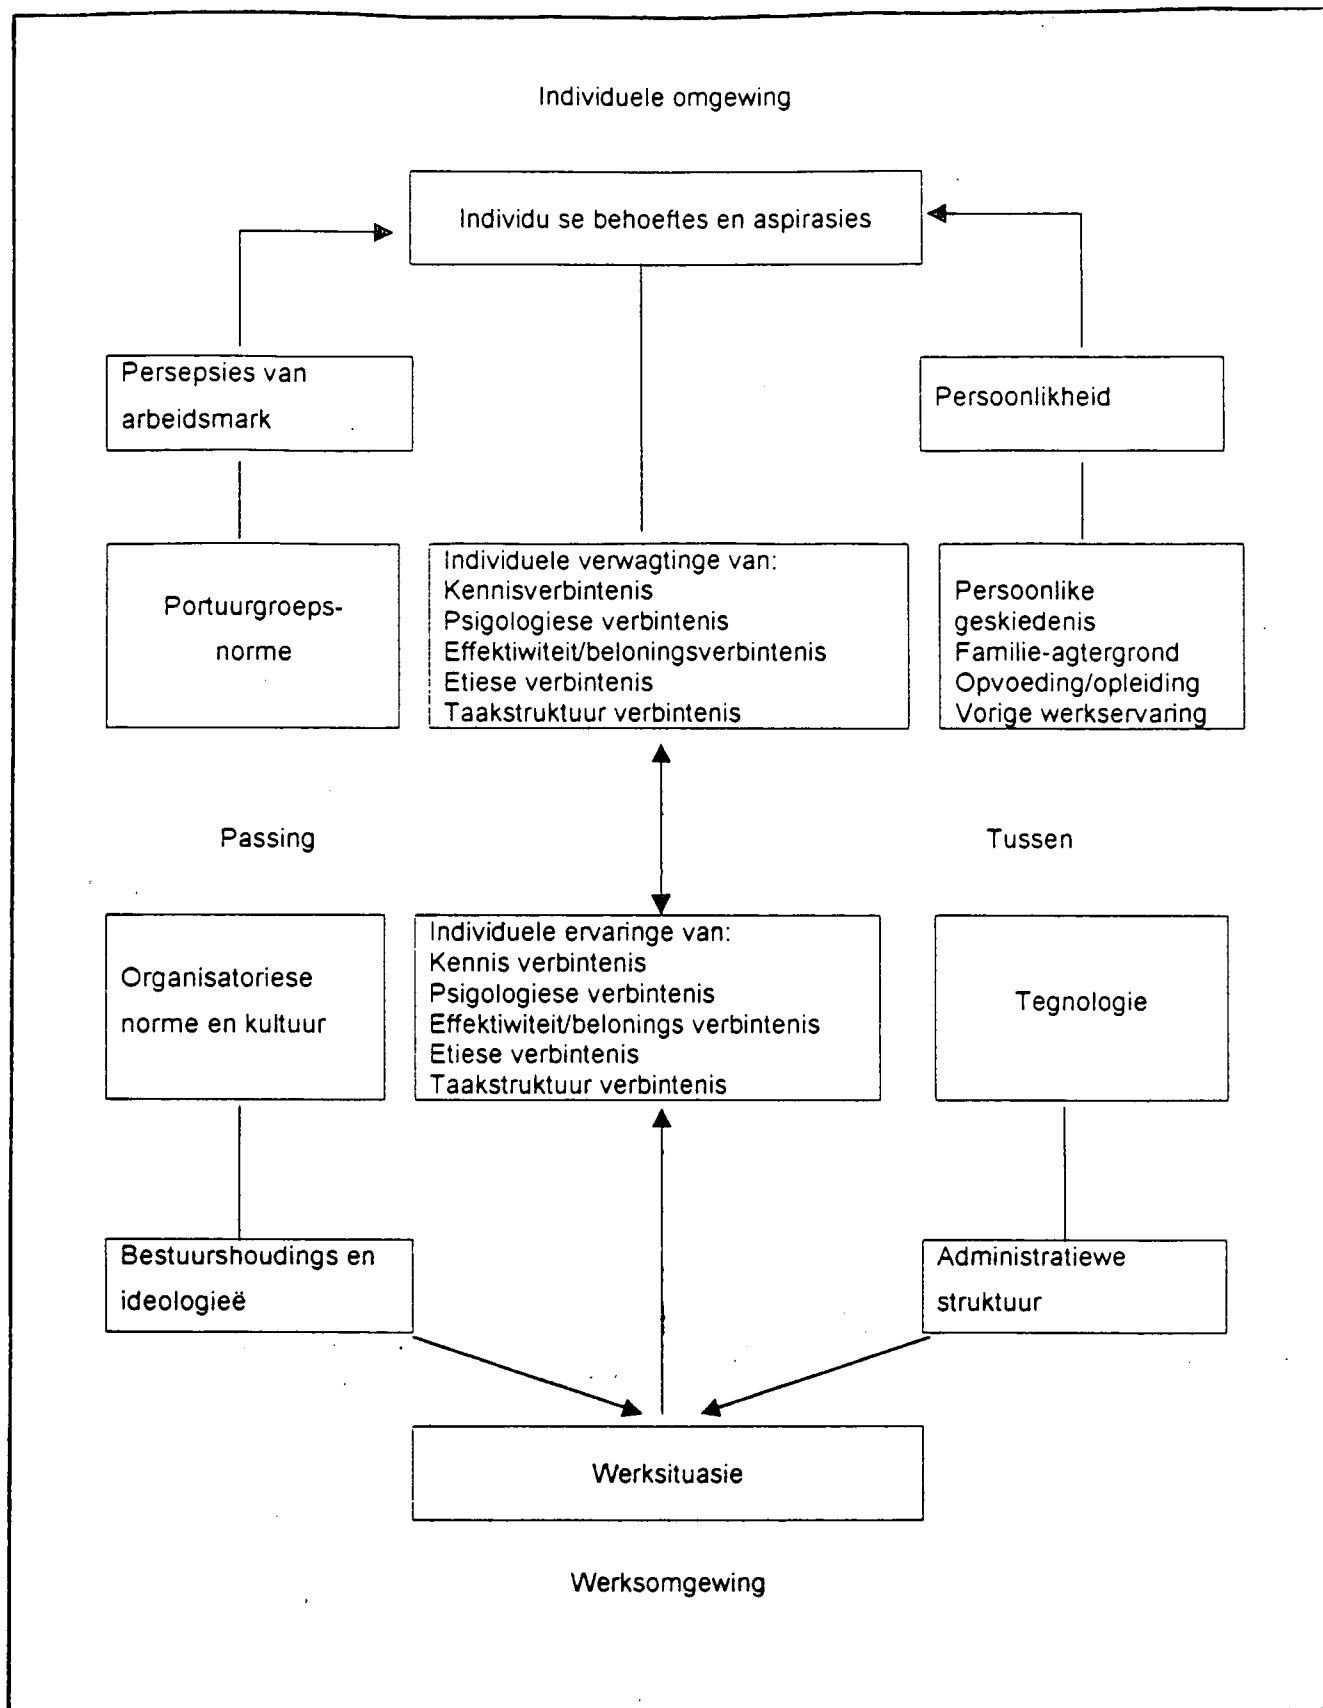 Individuele omgewing
Individu se behoeftes en aspirasies
Persepsies van
arbeidsmark
Persoonlikheid
Portuurgroeps-
norme
Individuele verwagtinge van:
Kennisverbintenis
Psigologiese verbintenis
Effektiwiteit/beloningsverbintenis
Etiese verbintenis
Taakstruktuur verbintenis
Persoonlike
geskiedenis
Familie-agtergrond
Opvoeding/opleiding
Vorige werkservaring
Passing
Tussen
Organisatoriese
norme en kultuur
Individuele ervaringe van:
Kennis verbintenis
Psigologiese verbintenis
Effektiwiteit/belonings verbintenis
Etiese verbintenis
Taakstruktuur verbintenis
Tegnologie
Bestuurshoudings en
ideologieë
Administratiewe
struktuur
Werksituasie
Werksomgewing